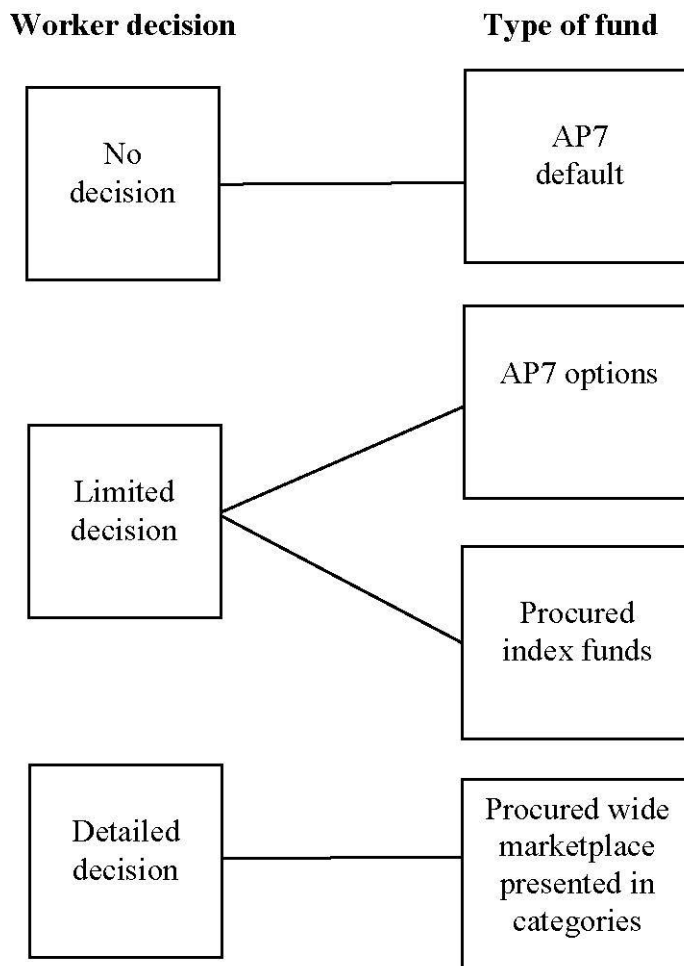 Worker decision
Type of fund
No
decision
AP7
default
Limited
decision
AP7 options
Procured
index funds
Detailed
decision
Procured wide
marketplace
presented in
categories